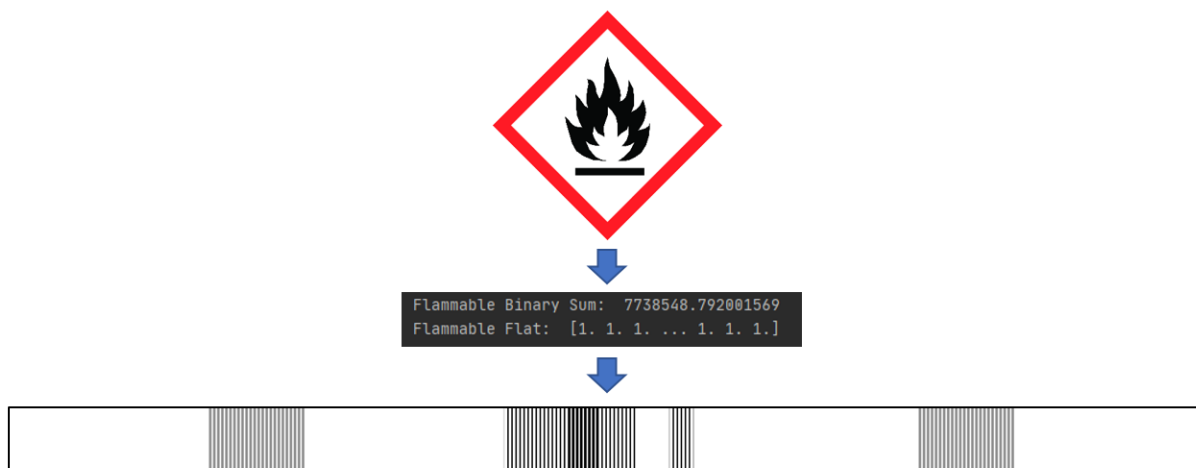 Flammable Binary Sum:  7738548.792001569
Flammable Flat:  [1. 1. 1. ... 1. 1. 1.]